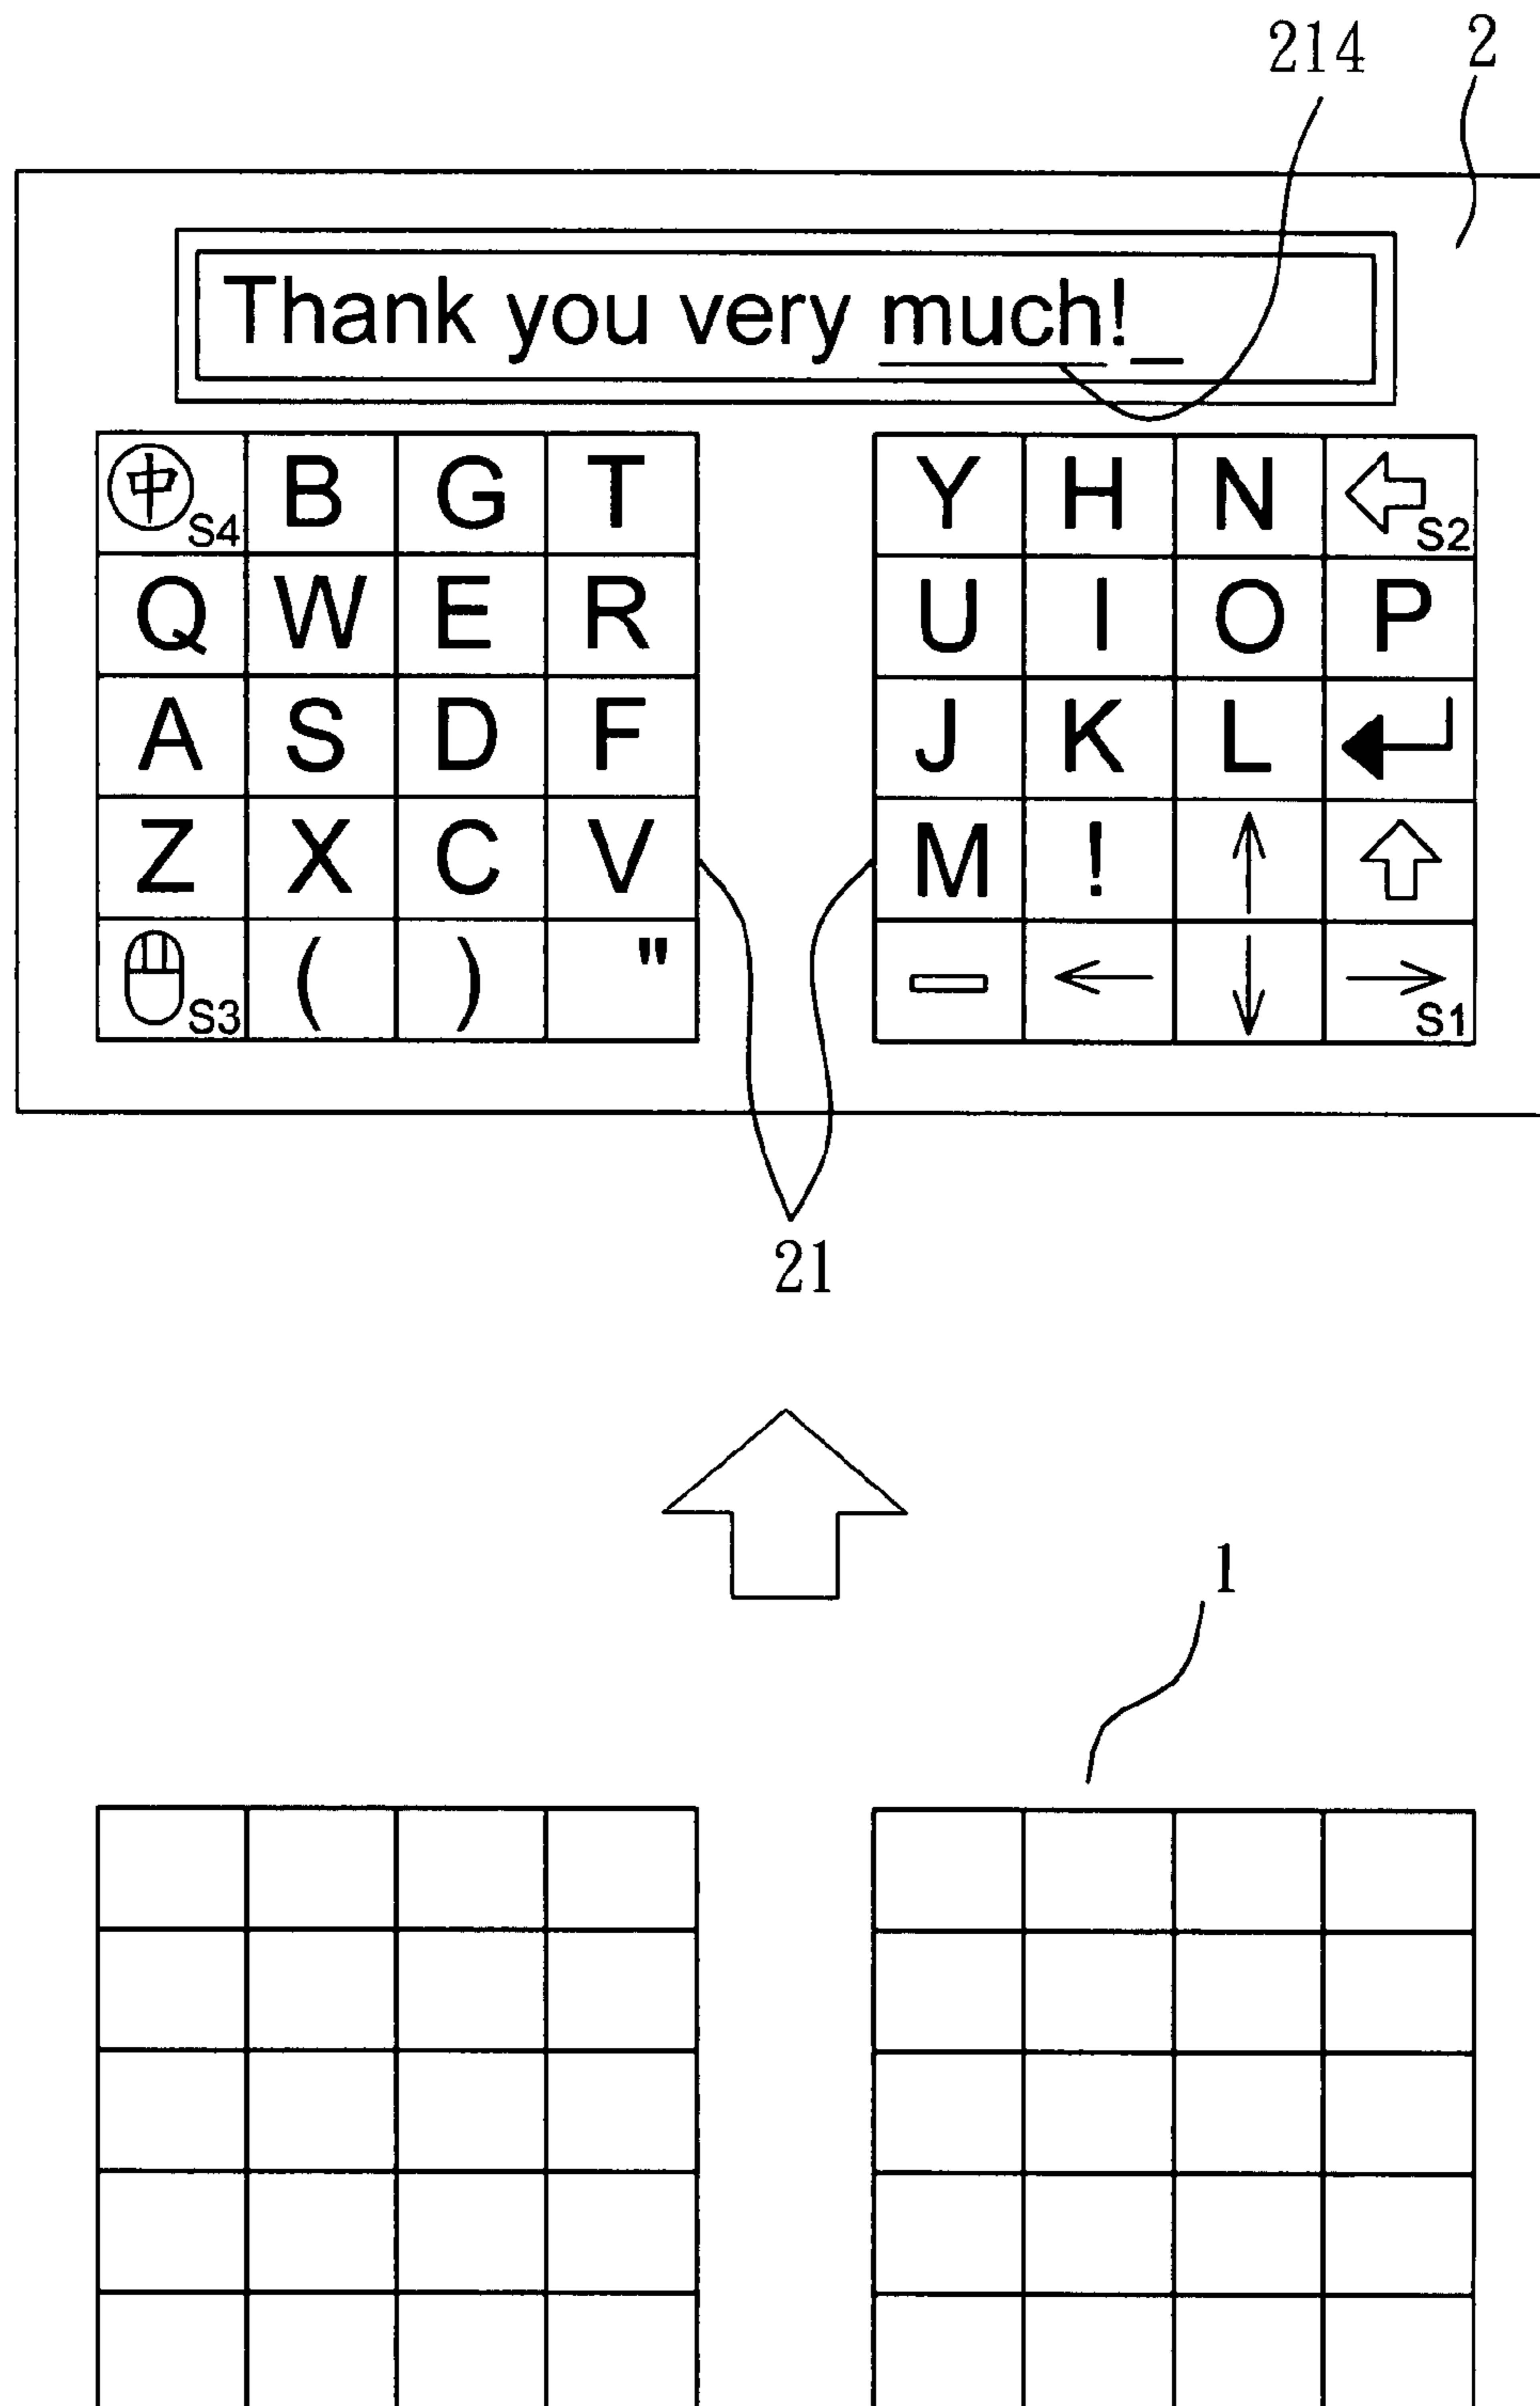 214 2
Thank you very much!_
中 S4 B G T Y H N S2
Q W E R U I O P
A S D F J K L
Z X C V M !
S3 ( ) " S1
21
1